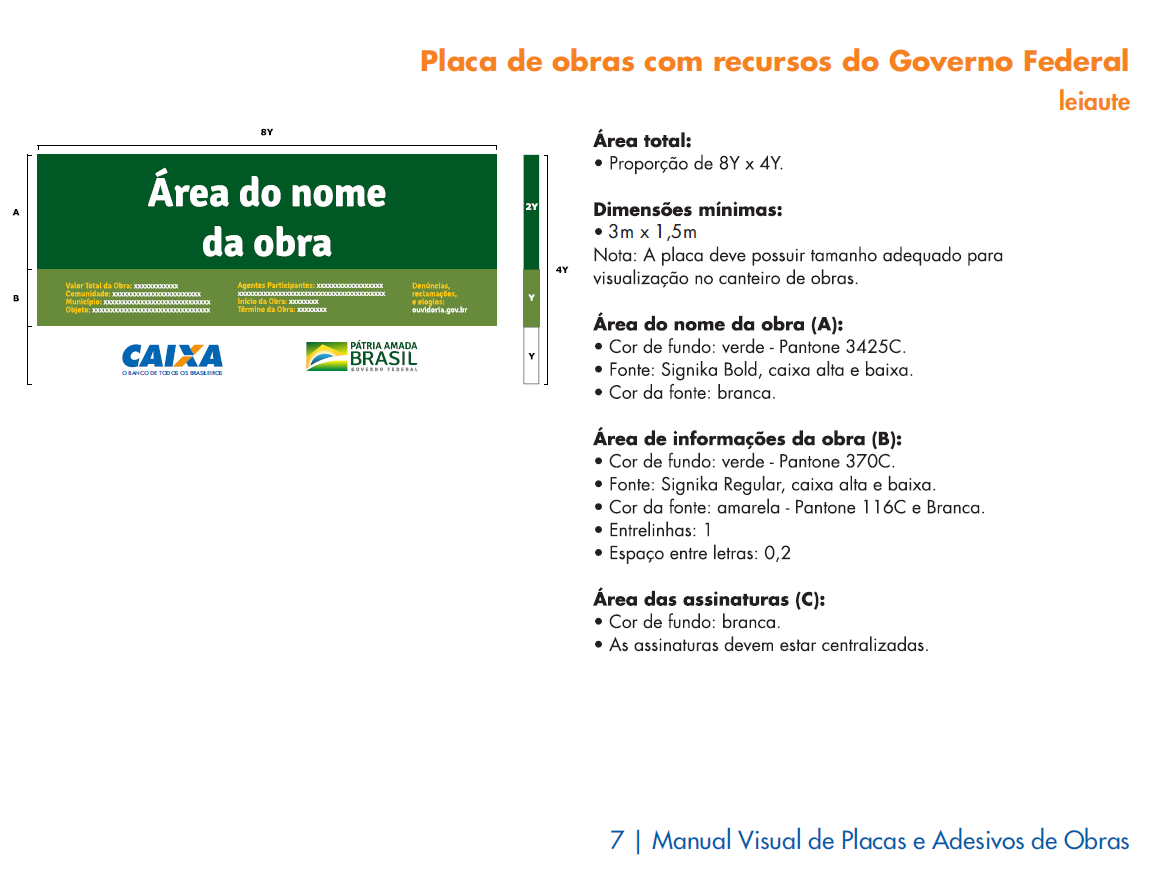 Placa de obras com recursos do Governo Federal
leiaute
8Y
A
B
Área do nome
da obra
Valor Total da Obra: xxxxxxxxxxxx
Comunidade: xxxxxxxxxxxxxxxxxxxxxxxx
Município: xxxxxxxxxxxxxxxxxxxxxxxxxxxxx
Objeto: xxxxxxxxxxxxxxxxxxxxxxxxxxxxxxxx
Agentes Participantes: xxxxxxxxxxxxxxxxxx
xxxxxxxxxxxxxxxxxxxxxxxxxxxxxxxxxxxxxxxx
Início da Obra: xxxxxxxx
Término da Obra: xxxxxxxx
Denúncias,
reclamações,
e elogios:
ouvidoria.gov.br
CAIXA
O BANCO DE TODOS OS BRASILEIROS
PÁTRIA AMADA
BRASIL
GOVERNO FEDERAL
2Y
Y
Y
4Y
Área total:
• Proporção de 8Y x 4Y.
Dimensões mínimas:
• 3m x 1,5m
Nota: A placa deve possuir tamanho adequado para
visualização no canteiro de obras.
Área do nome da obra (A):
• Cor de fundo: verde - Pantone 3425C.
• Fonte: Signika Bold, caixa alta e baixa.
• Cor da fonte: branca.
Área de informações da obra (B):
• Cor de fundo: verde - Pantone 370C.
• Fonte: Signika Regular, caixa alta e baixa.
• Cor da fonte: amarela - Pantone 116C e Branca.
• Entrelinhas: 1
• Espaço entre letras: 0,2
Área das assinaturas (C):
• Cor de fundo: branca.
• As assinaturas devem estar centralizadas.
7 | Manual Visual de Placas e Adesivos de Obras